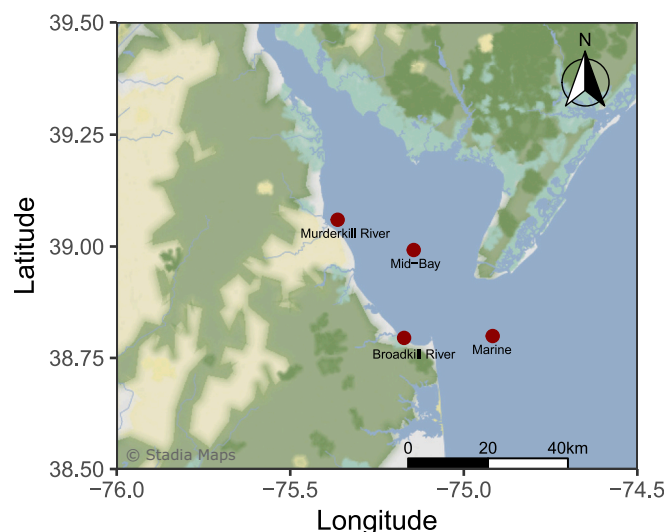 39.50
39.25
39.00
38.75
38.50
Latitude
N
Murderkill River
Mid−Bay
Broadkill River
Marine
© Stadia Maps
0 20 40km
−76.0 −75.5 −75.0 −74.5
Longitude